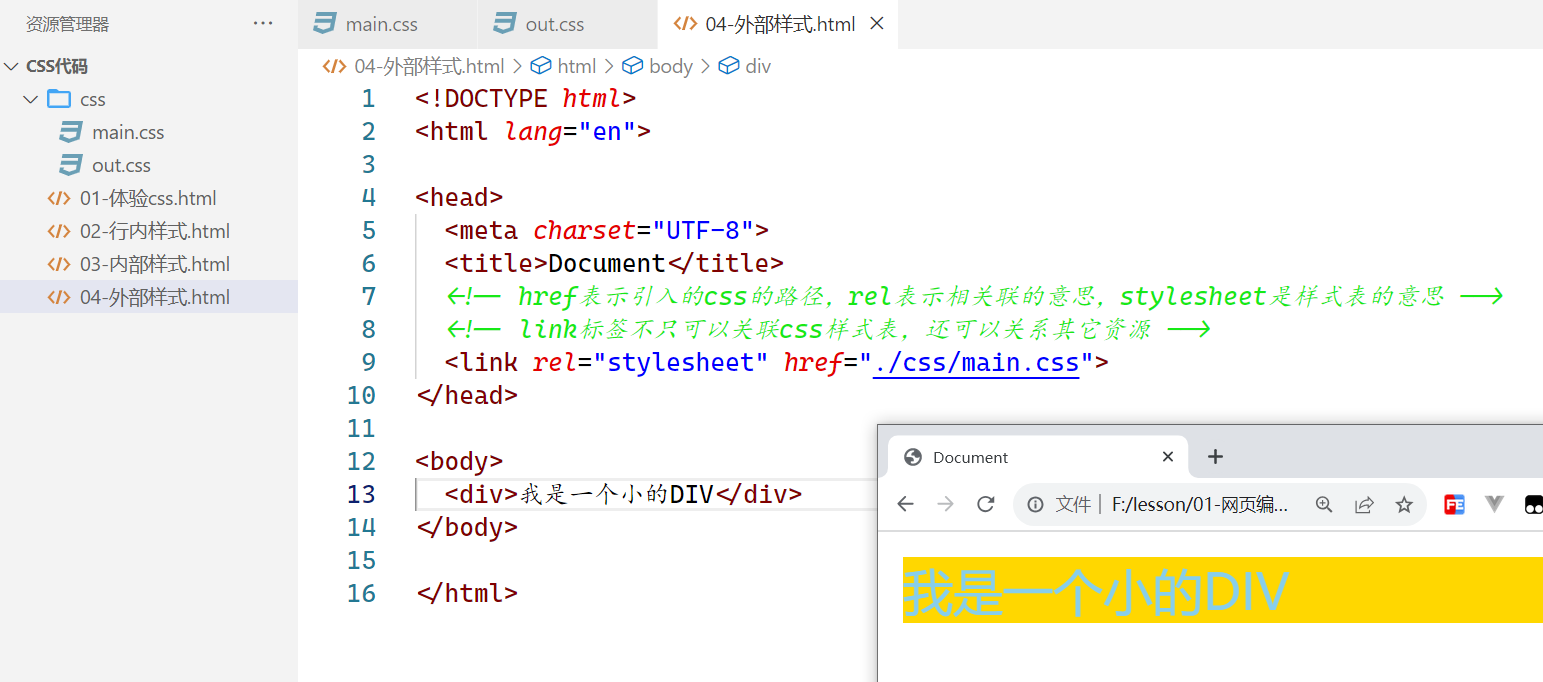 资源管理器 ···
CSS代码
css
main.css
out.css
01-体验css.html
02-行内样式.html
03-内部样式.html
04-外部样式.html
main.css out.css 04-外部样式.html
04-外部样式.html > html > body > div
1 <!DOCTYPE html>
2 <html lang="en">
3
4 <head>
5 <meta charset="UTF-8">
6 <title>Document</title>
7 <!-- href表示引入的css的路径，rel表示相关联的意思，stylesheet是样式表的意思 -->
8 <!-- link标签不只可以关联css样式表，还可以关系其它资源 -->
9 <link rel="stylesheet" href="./css/main.css">
10 </head>
11
12 <body>
13 <div>我是一个小的DIV</div>
14 </body>
15
16 </html>
Document
文件 | F:/lesson/01-网页编...
FE
我是一个小的DIV